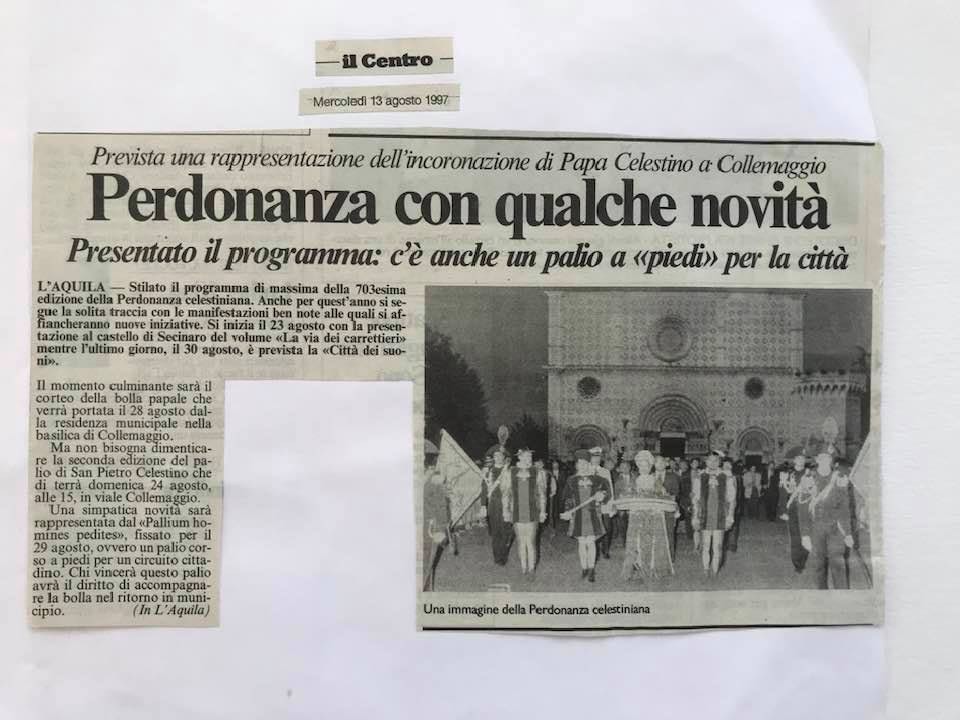 il Centro
Mercoledì 13 agosto 1997
Prevista una rappresentazione dell'incoronazione di Papa Celestino a Collemaggio
Perdonanza con qualche novità
Presentato il programma: c'è anche un palio a «piedi» per la città
L'AQUILA — Stilato il programma di massima della 703esima
edizione della Perdonanza celestiniana. Anche per quest'anno si se-
gue la solita traccia con le manifestazioni ben note alle quali si af-
fiancheranno nuove iniziative. Si inizia il 23 agosto con la presen-
tazione al castello di Secinaro del volume «La via dei carrettieri»
mentre l'ultimo giorno, il 30 agosto, è prevista la «Città dei suo-
ni».
Il momento culminante sarà il
corteo della bolla papale che
verrà portata il 28 agosto dal-
la residenza municipale nella
basilica di Collemaggio.
Ma non bisogna dimentica-
re la seconda edizione del pa-
lio di San Pietro Celestino che
di terrà domenica 24 agosto,
alle 15, in viale Collemaggio.
Una simpatica novità sarà
rappresentata dal «Pallium ho-
mines pedites», fissato per il
29 agosto, ovvero un palio cor-
so a piedi per un circuito citta-
dino. Chi vincerà questo palio
avrà il diritto di accompagna-
re la bolla nel ritorno in muni-
cipio. (In L'Aquila)
Una immagine della Perdonanza celestiniana